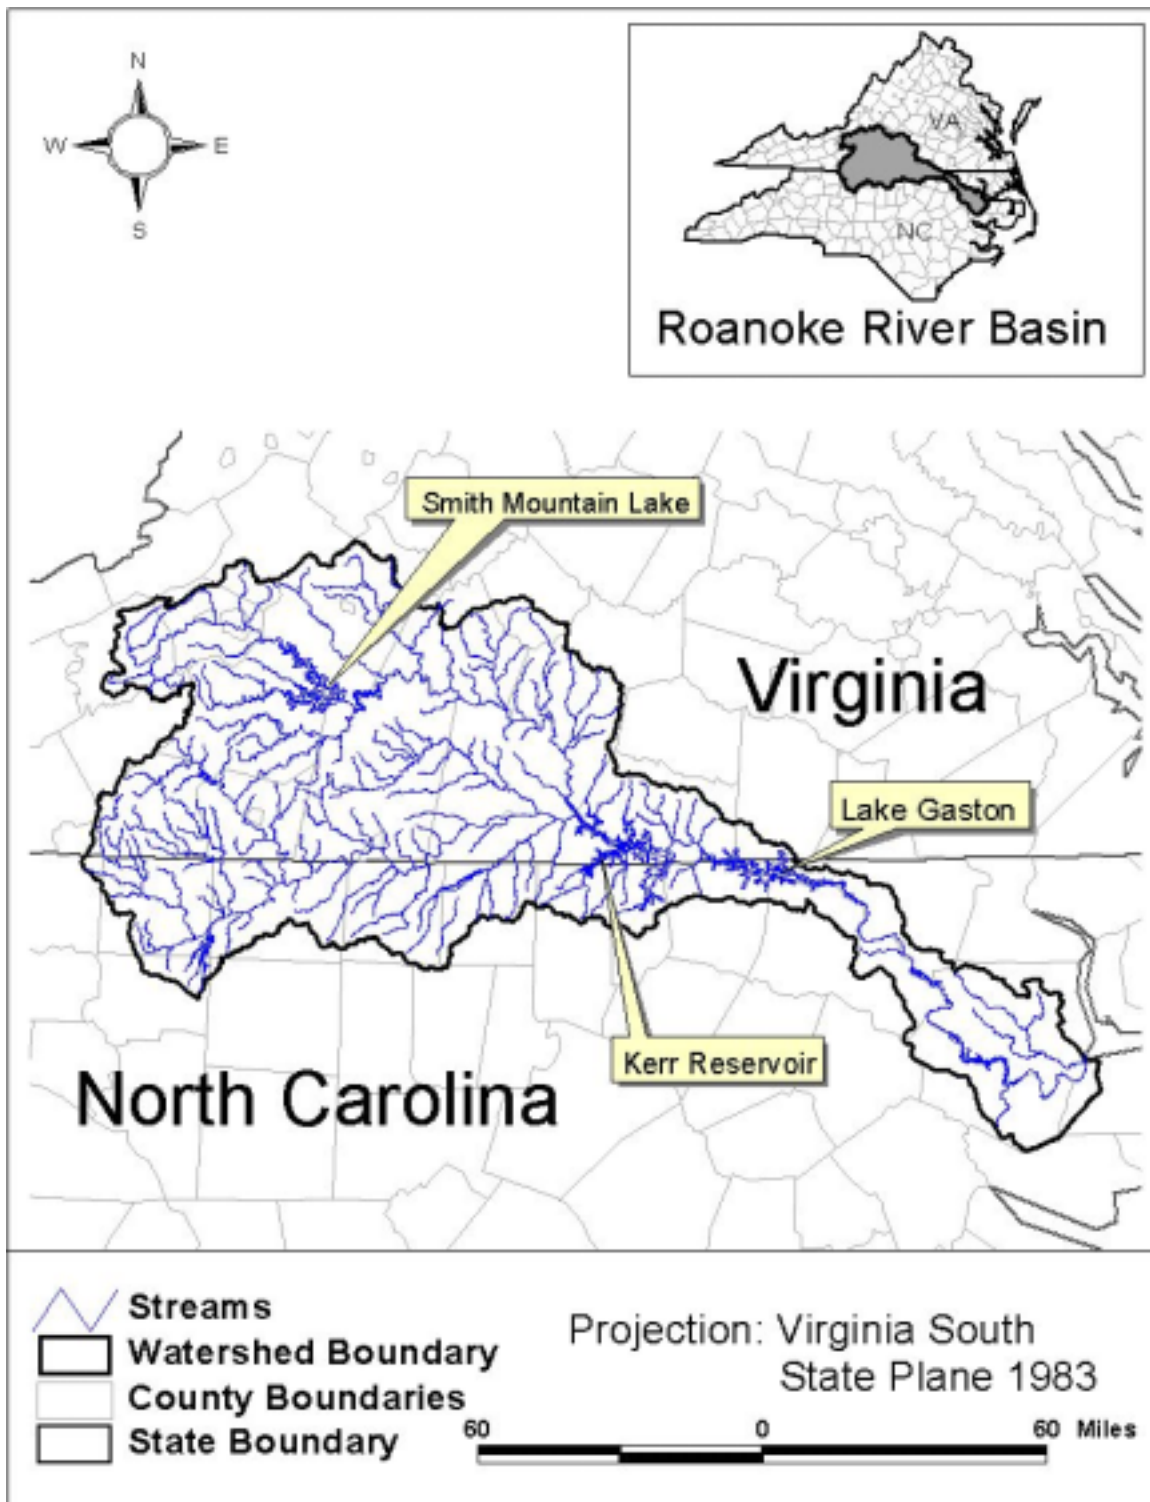 N
W E
S
VA
NC
Roanoke River Basin
Smith Mountain Lake
Virginia
Lake Gaston
Kerr Reservoir
North Carolina
Streams
Watershed Boundary
County Boundaries
State Boundary
Projection: Virginia South
State Plane 1983
60 0 60 Miles